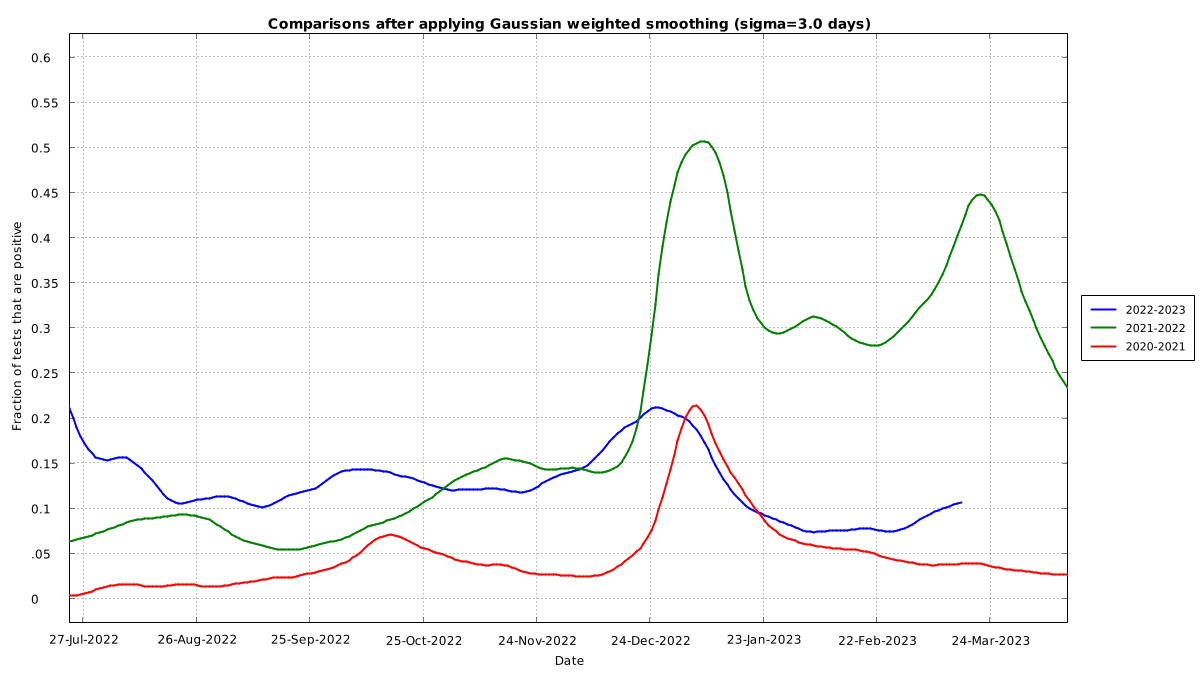 Comparisons after applying Gaussian weighted smoothing (sigma=3.0 days)
0.6
0.55
0.5
0.45
0.4
0.35
0.3
0.25
0.2
0.15
0.1
.05
0
Fraction of tests that are positive
27-Jul-2022
26-Aug-2022
25-Sep-2022
25-Oct-2022
24-Nov-2022
24-Dec-2022
23-Jan-2023
22-Feb-2023
24-Mar-2023
Date
2022-2023
2021-2022
2020-2021